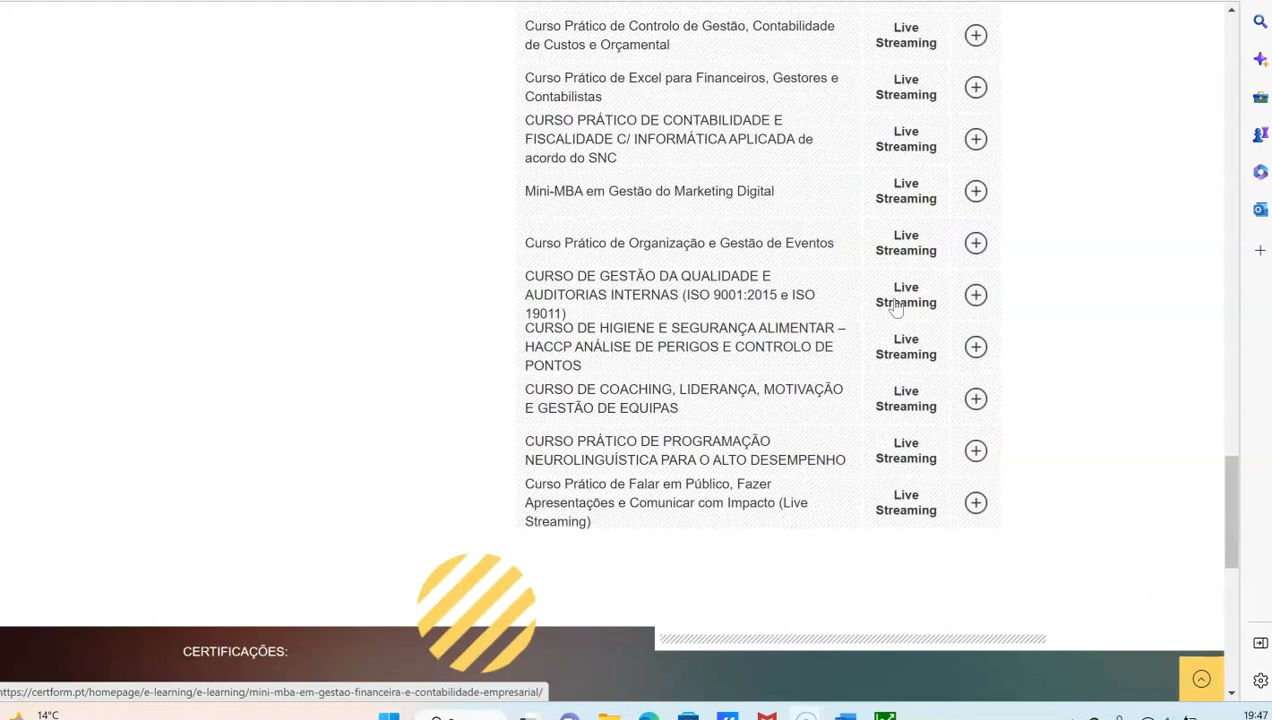 Curso Prático de Controlo de Gestão, Contabilidade
de Custos e Orçamental
Live
Streaming
Curso Prático de Excel para Financeiros, Gestores e
Contabilistas
Live
Streaming
CURSO PRÁTICO DE CONTABILIDADE E
FISCALIDADE C/ INFORMÁTICA APLICADA de
acordo do SNC
Live
Streaming
Mini-MBA em Gestão do Marketing Digital
Live
Streaming
Curso Prático de Organização e Gestão de Eventos
Live
Streaming
CURSO DE GESTÃO DA QUALIDADE E
AUDITORIAS INTERNAS (ISO 9001:2015 e ISO
19011)
Live
Streaming
CURSO DE HIGIENE E SEGURANÇA ALIMENTAR –
HACCP ANÁLISE DE PERIGOS E CONTROLO DE
PONTOS
Live
Streaming
CURSO DE COACHING, LIDERANÇA, MOTIVAÇÃO
E GESTÃO DE EQUIPAS
Live
Streaming
CURSO PRÁTICO DE PROGRAMAÇÃO
NEUROLINGUÍSTICA PARA O ALTO DESEMPENHO
Live
Streaming
Curso Prático de Falar em Público, Fazer
Apresentações e Comunicar com Impacto (Live
Streaming)
Live
Streaming
CERTIFICAÇÕES:
https://certform.pt/homepage/e-learning/e-learning/mini-mba-em-gestao-financeira-e-contabilidade-empresarial/
14°C
19:47